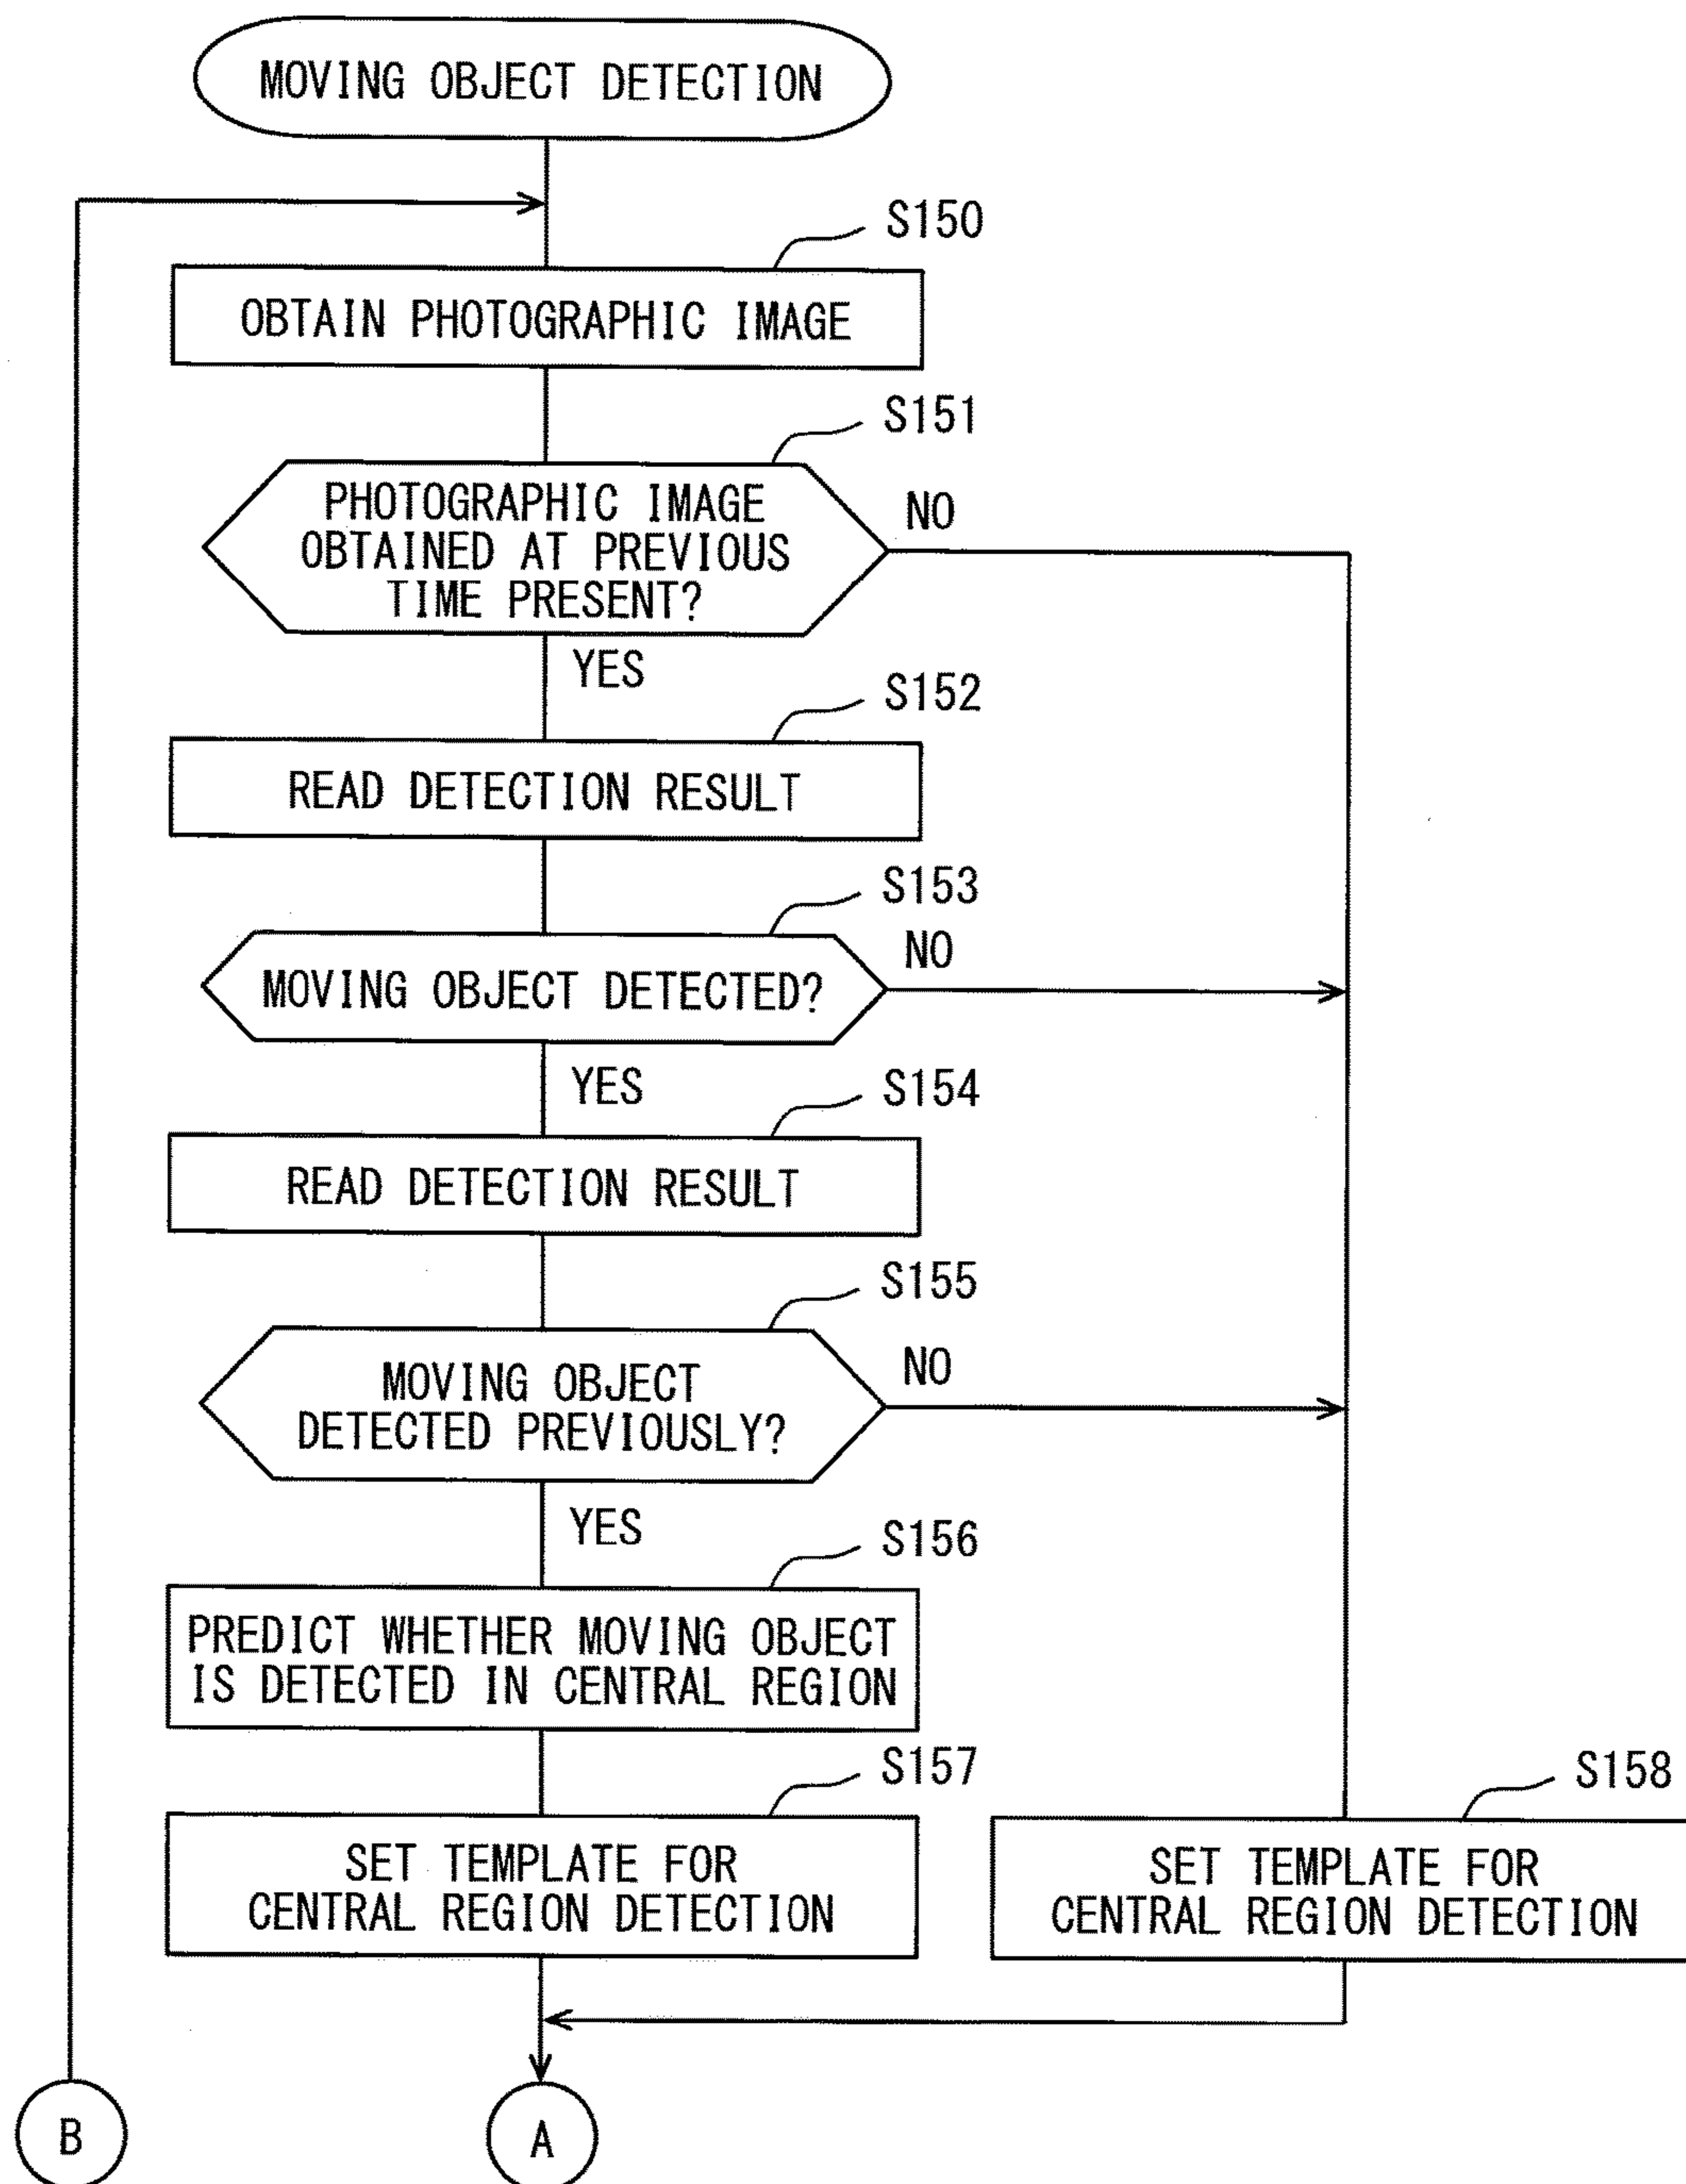 MOVING OBJECT DETECTION
S150
OBTAIN PHOTOGRAPHIC IMAGE
S151
PHOTOGRAPHIC IMAGE
OBTAINED AT PREVIOUS
TIME PRESENT?
NO
YES
S152
READ DETECTION RESULT
S153
MOVING OBJECT DETECTED?
NO
YES
S154
READ DETECTION RESULT
S155
MOVING OBJECT
DETECTED PREVIOUSLY?
NO
YES
S156
PREDICT WHETHER MOVING OBJECT
IS DETECTED IN CENTRAL REGION
S157
SET TEMPLATE FOR
CENTRAL REGION DETECTION
S158
SET TEMPLATE FOR
CENTRAL REGION DETECTION
B
A